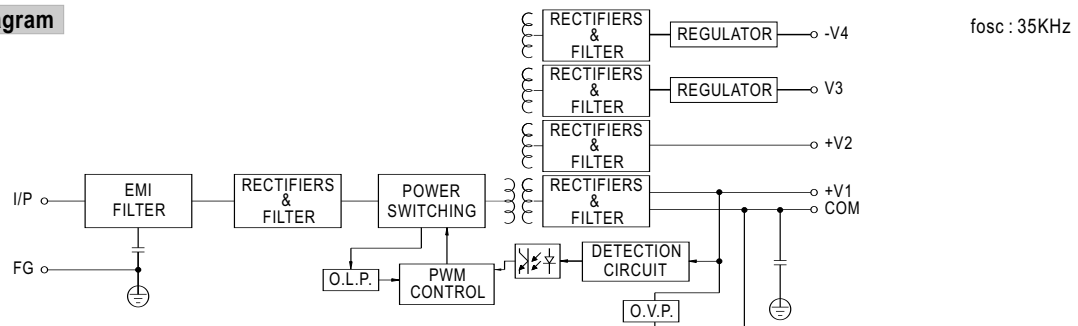 agram
fosc : 35KHz
RECTIFIERS
&
FILTER
REGULATOR
-V4
RECTIFIERS
&
FILTER
REGULATOR
V3
RECTIFIERS
&
FILTER
+V2
I/P
EMI
FILTER
RECTIFIERS
&
FILTER
POWER
SWITCHING
RECTIFIERS
&
FILTER
+V1
COM
FG
O.L.P.
PWM
CONTROL
DETECTION
CIRCUIT
O.V.P.